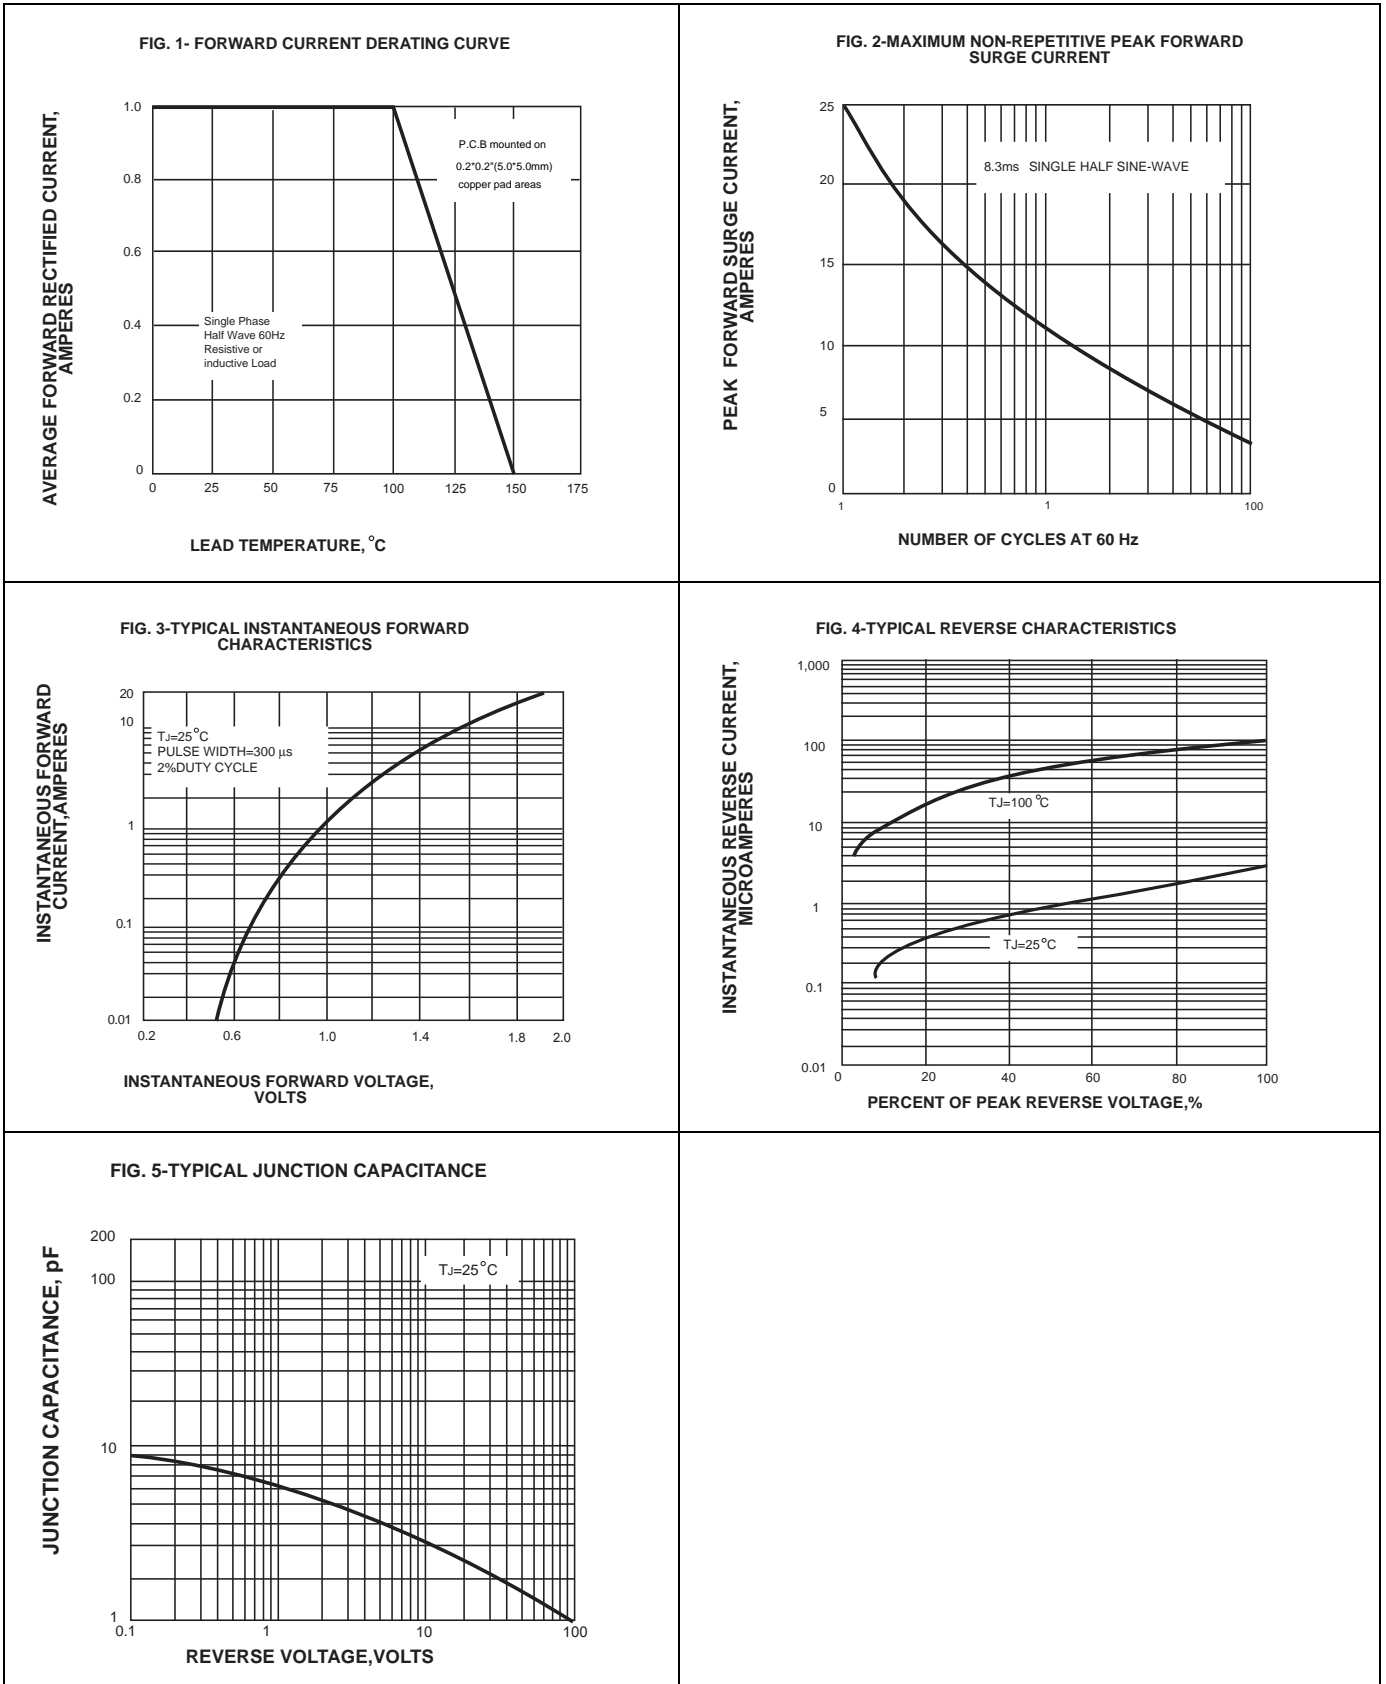 FIG. 1- FORWARD CURRENT DERATING CURVE
AVERAGE FORWARD RECTIFIED CURRENT,
AMPERES
1.0
0.8
0.6
0.4
0.2
0
P.C.B mounted on
0.2*0.2"(5.0*5.0mm)
copper pad areas
Single Phase
Half Wave 60Hz
Resistive or
inductive Load
0 25 50 75 100 125 150 175
LEAD TEMPERATURE, °C
FIG. 2-MAXIMUM NON-REPETITIVE PEAK FORWARD
SURGE CURRENT
PEAK FORWARD SURGE CURRENT,
AMPERES
25
20
15
10
5
0
8.3ms SINGLE HALF SINE-WAVE
1 1 100
NUMBER OF CYCLES AT 60 Hz
FIG. 3-TYPICAL INSTANTANEOUS FORWARD
CHARACTERISTICS
INSTANTANEOUS FORWARD
CURRENT,AMPERES
20
10
1
0.1
0.01
TJ=25°C
PULSE WIDTH=300 µs
2%DUTY CYCLE
0.2 0.6 1.0 1.4 1.8 2.0
INSTANTANEOUS FORWARD VOLTAGE,
VOLTS
FIG. 4-TYPICAL REVERSE CHARACTERISTICS
INSTANTANEOUS REVERSE CURRENT,
MICROAMPERES
1,000
100
10
1
0.1
0.01
TJ=100 °C
TJ=25°C
0 20 40 60 80 100
PERCENT OF PEAK REVERSE VOLTAGE,%
FIG. 5-TYPICAL JUNCTION CAPACITANCE
JUNCTION CAPACITANCE, pF
200
100
10
1
TJ=25°C
0.1 1 10 100
REVERSE VOLTAGE,VOLTS